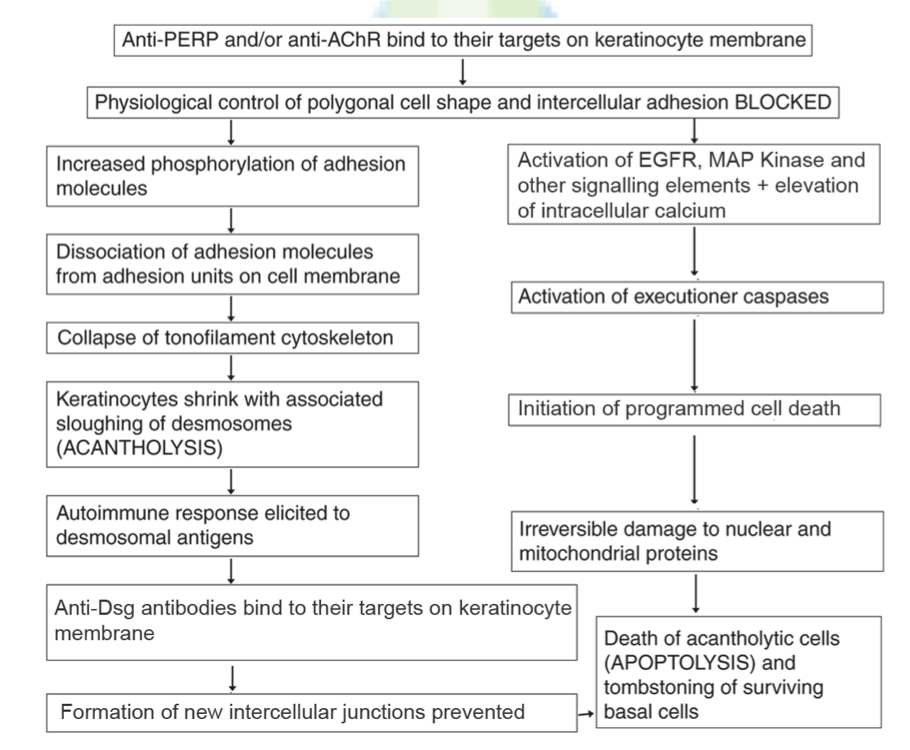 Anti-PERP and/or anti-AChR bind to their targets on keratinocyte membrane
Physiological control of polygonal cell shape and intercellular adhesion BLOCKED
Increased phosphorylation of adhesion
molecules
Dissociation of adhesion molecules
from adhesion units on cell membrane
Collapse of tonofilament cytoskeleton
Keratinocytes shrink with associated
sloughing of desmosomes
(ACANTHOLYSIS)
Autoimmune response elicited to
desmosomal antigens
Anti-Dsg antibodies bind to their targets on keratinocyte
membrane
Formation of new intercellular junctions prevented
Activation of EGFR, MAP Kinase and
other signalling elements + elevation
of intracellular calcium
Activation of executioner caspases
Initiation of programmed cell death
Irreversible damage to nuclear and
mitochondrial proteins
Death of acantholytic cells
(APOPTOLYSIS) and
tombstoning of surviving
basal cells